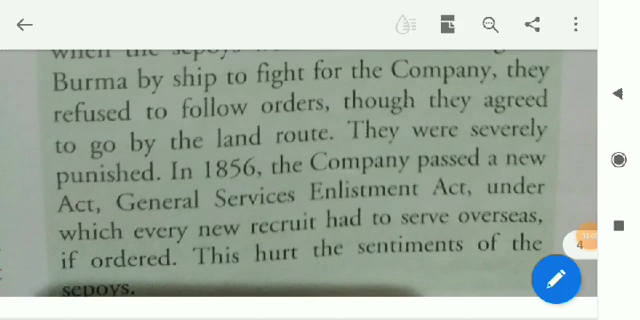 Burma by ship to fight for the Company, they
refused to follow orders, though they agreed
to go by the land route. They were severely
punished. In 1856, the Company passed a new
Act, General Services Enlistment Act, under
which every new recruit had to serve overseas,
if ordered. This hurt the sentiments of the
sepoys.
4